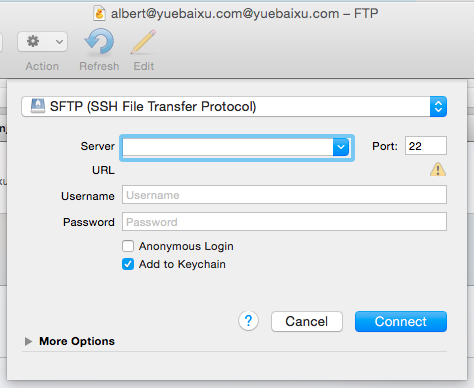 albert@yuebaixu.com@yuebaixu.com – FTP
Action Refresh Edit
SFTP (SSH File Transfer Protocol)
Server Port: 22
URL
Username Username
Password Password
Anonymous Login
Add to Keychain
? Cancel Connect
More Options